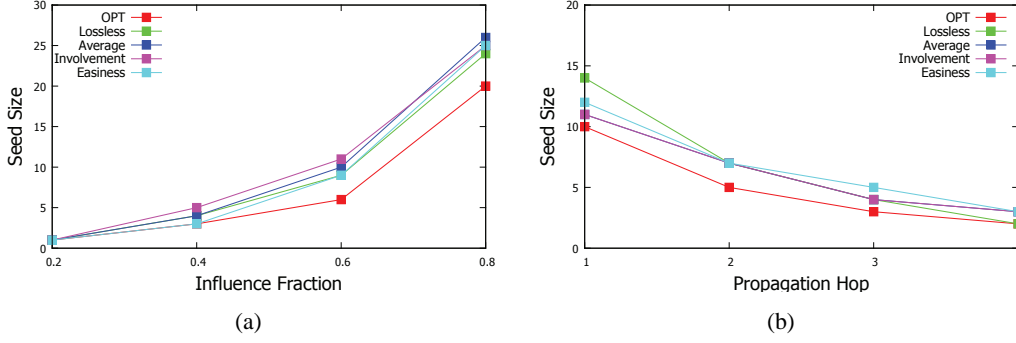 OPT
Lossless
Average
Involvement
Easiness
30
25
20
15
10
5
0
Seed Size
0.2 0.4 0.6 0.8
Influence Fraction
(a)
OPT
Lossless
Average
Involvement
Easiness
20
15
10
5
0
Seed Size
1 2 3
Propagation Hop
(b)